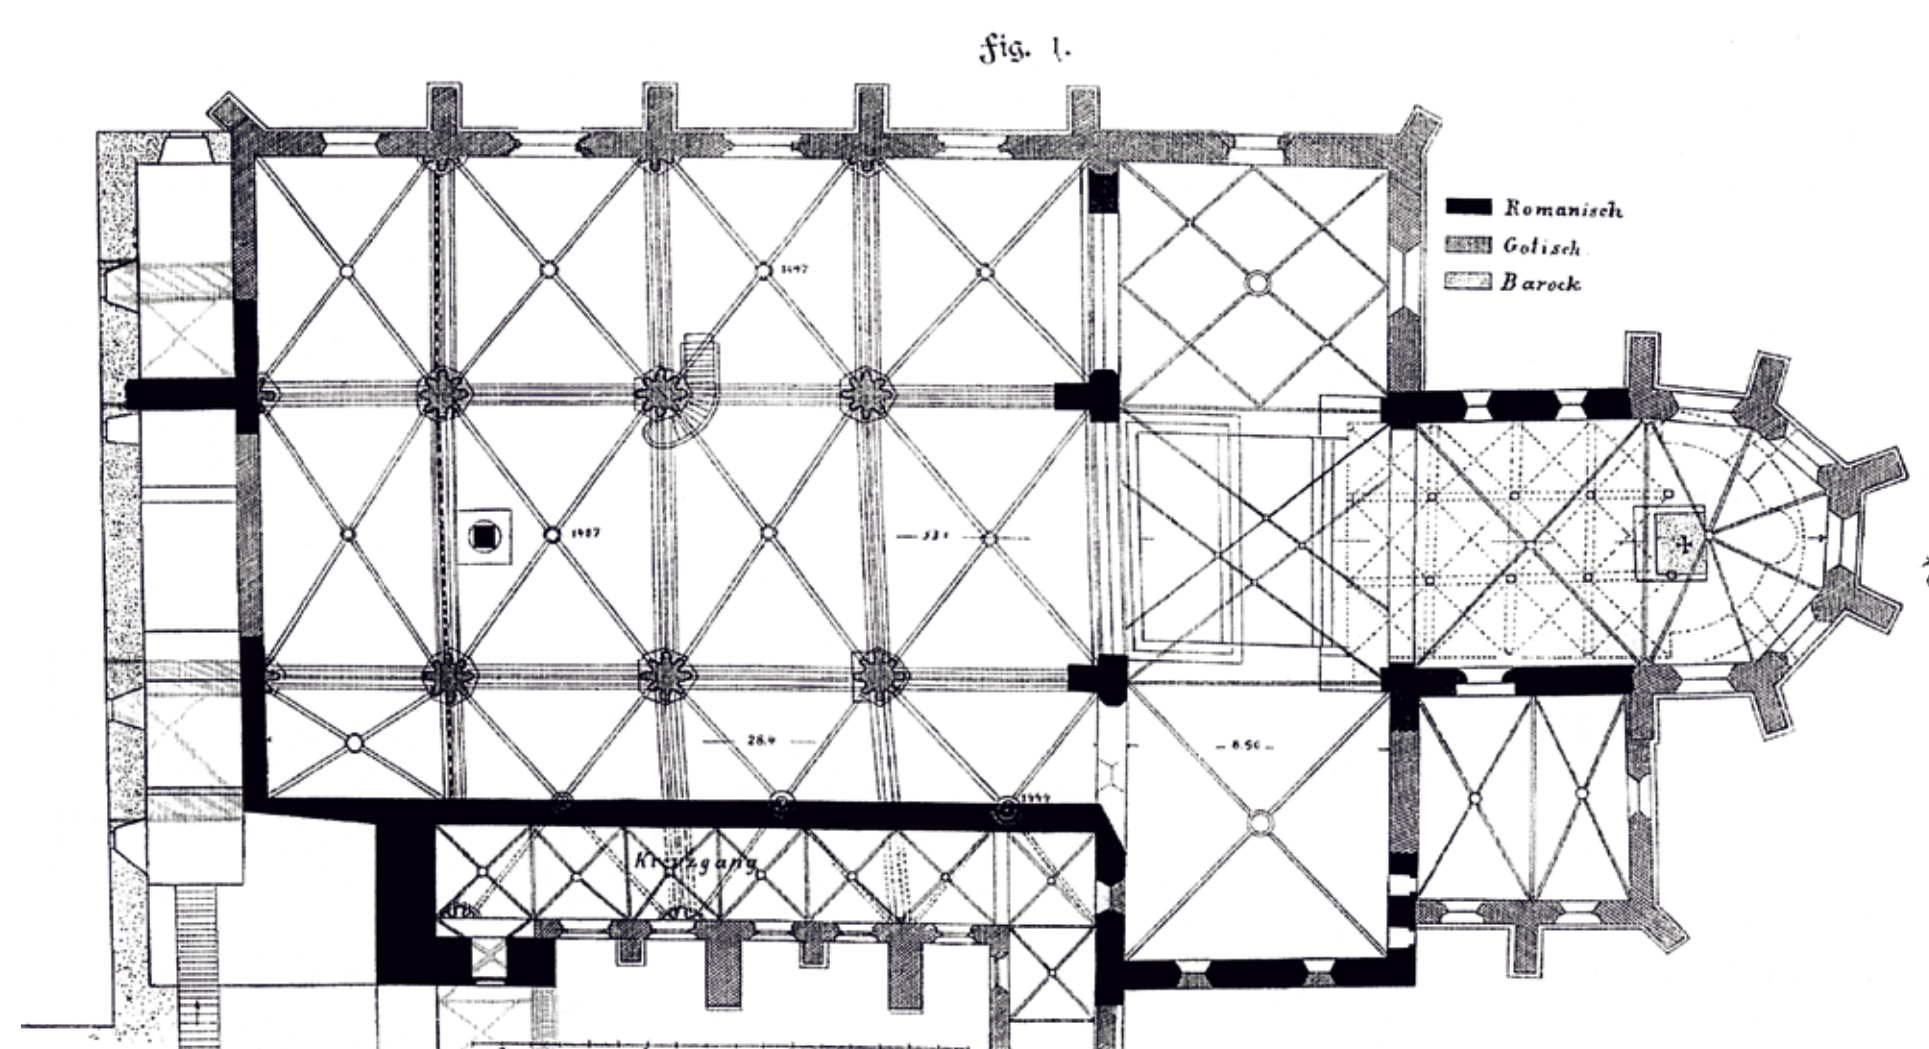 Fig. 1.
Romanisch
Gotisch
Barock
1497
1487
28.4
8.50
Kreuzgang